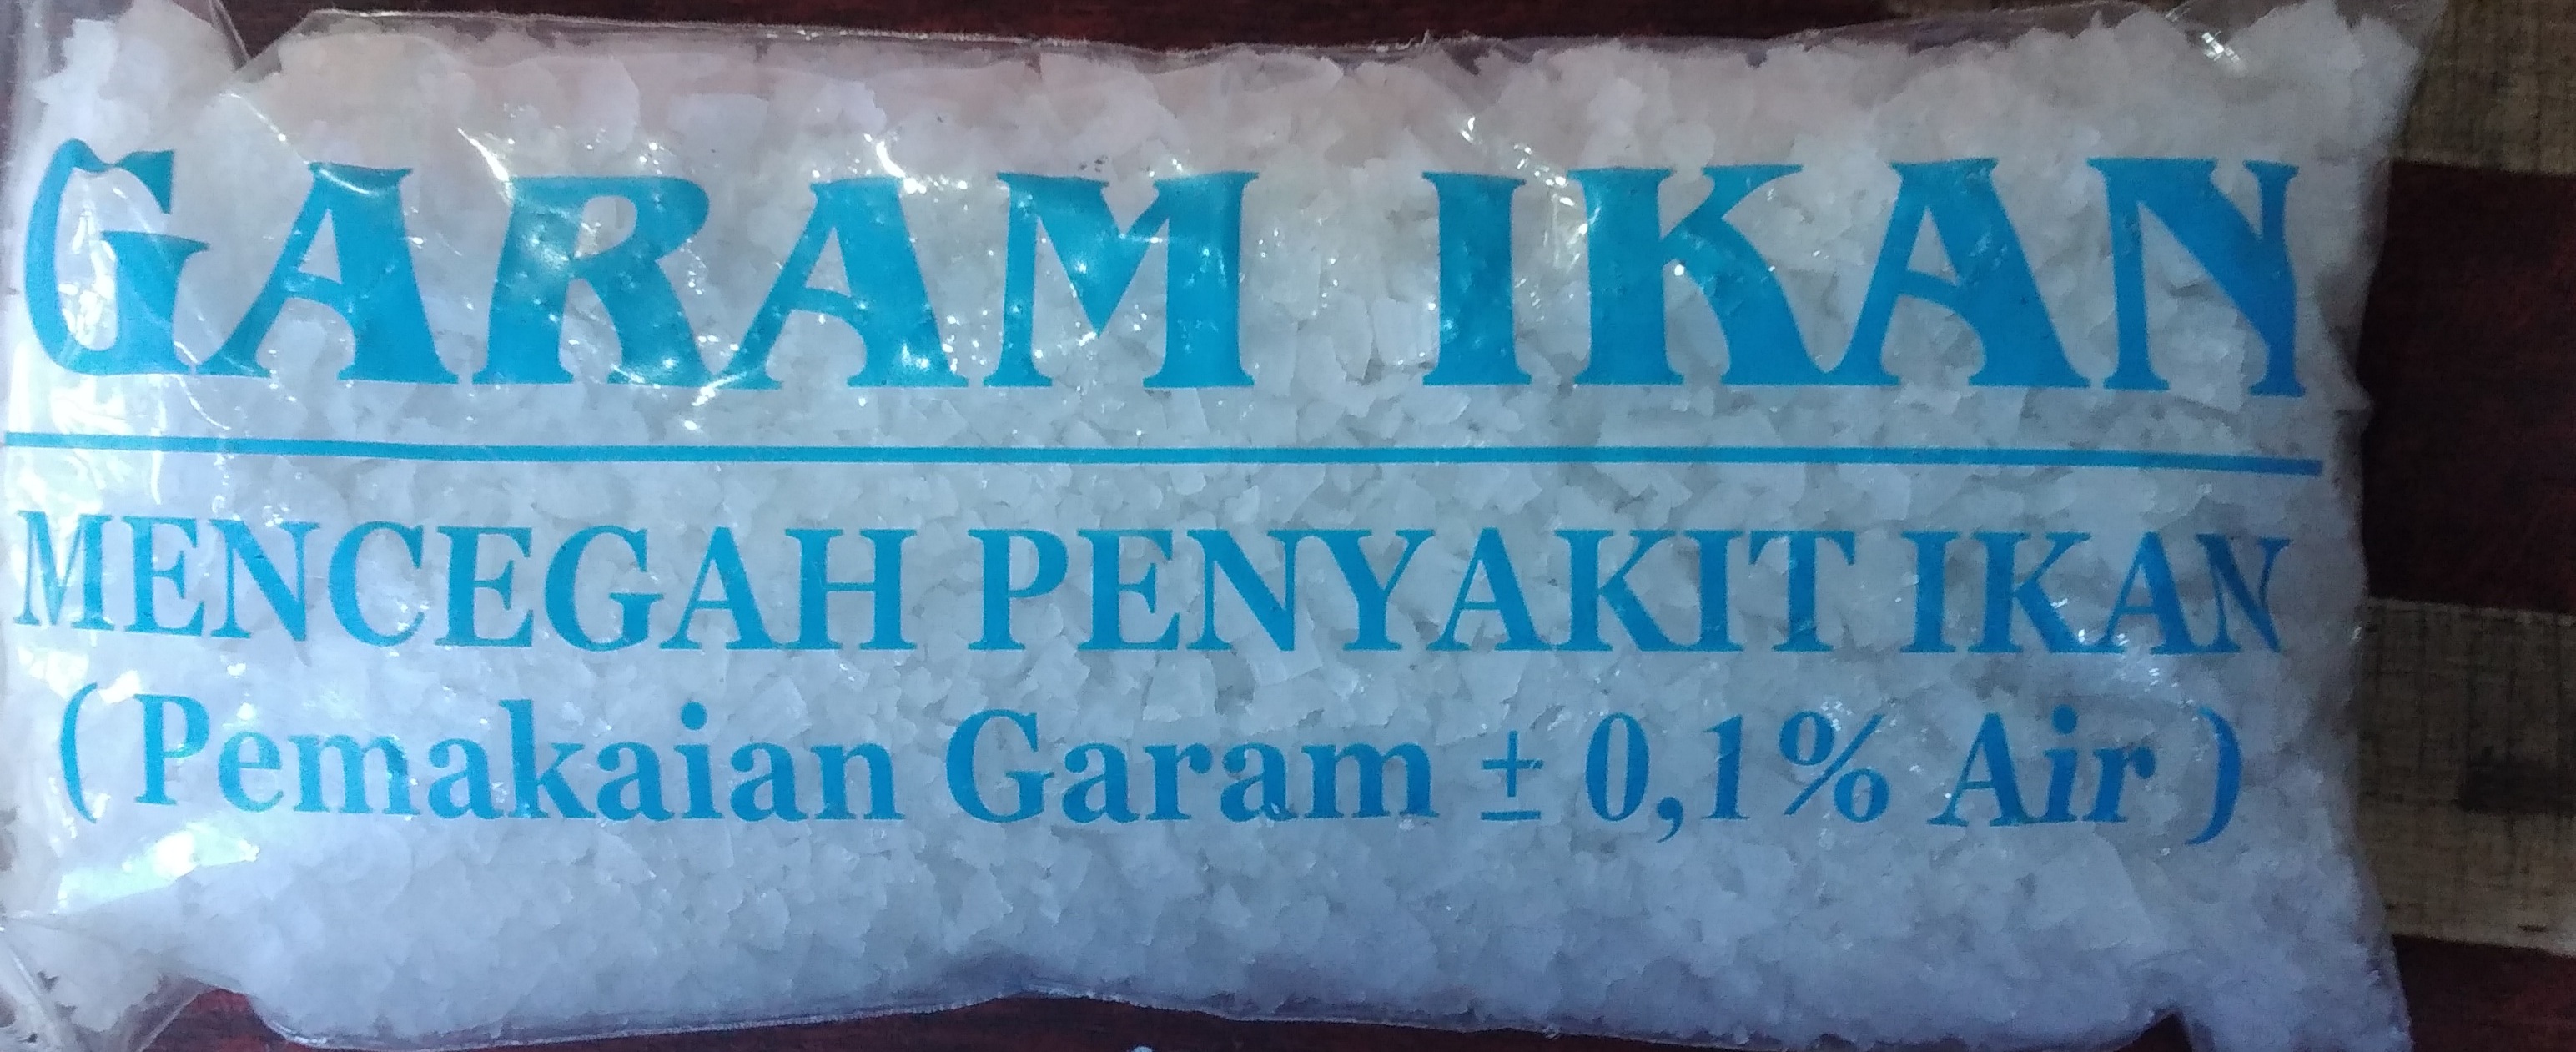 GARAM IKAN
MENCEGAH PENYAKIT IKAN
( Pemakaian Garam ± 0,1% Air )